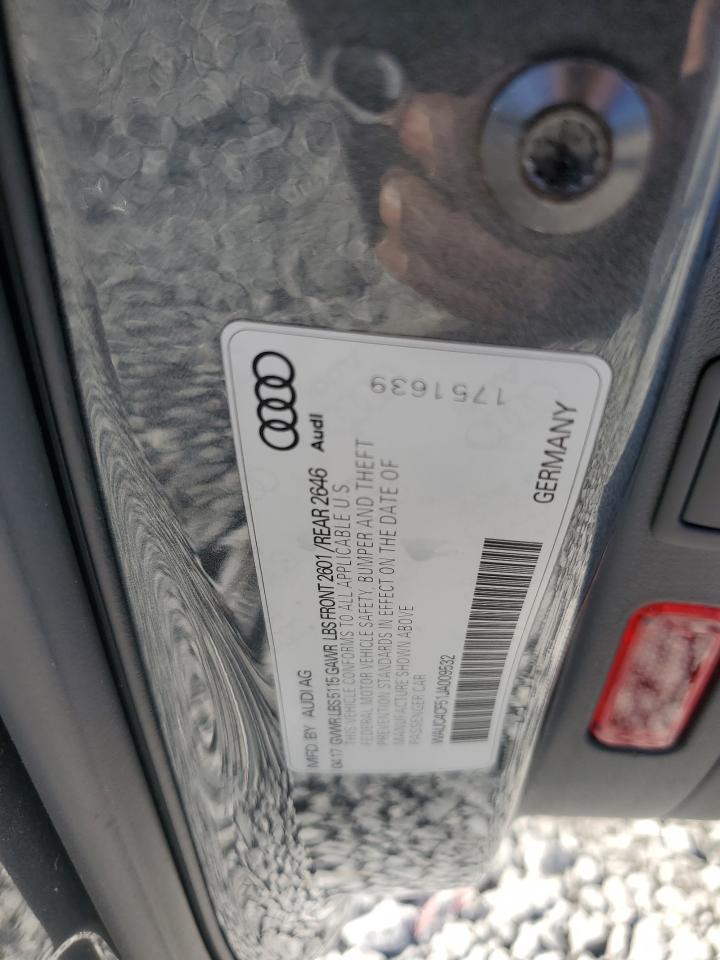 MFD BY AUDI AG
04 17 GVWR LBS 5115 GAWR LBS FRONT 2601 / REAR 2646
THIS VEHICLE CONFORMS TO ALL APPLICABLE U S
FEDERAL MOTOR VEHICLE SAFETY, BUMPER AND THEFT
PREVENTION STANDARDS IN EFFECT ON THE DATE OF
MANUFACTURE SHOWN ABOVE
PASSENGER CAR
WAUC4CF51JA009532
Audi
1751639
GERMANY